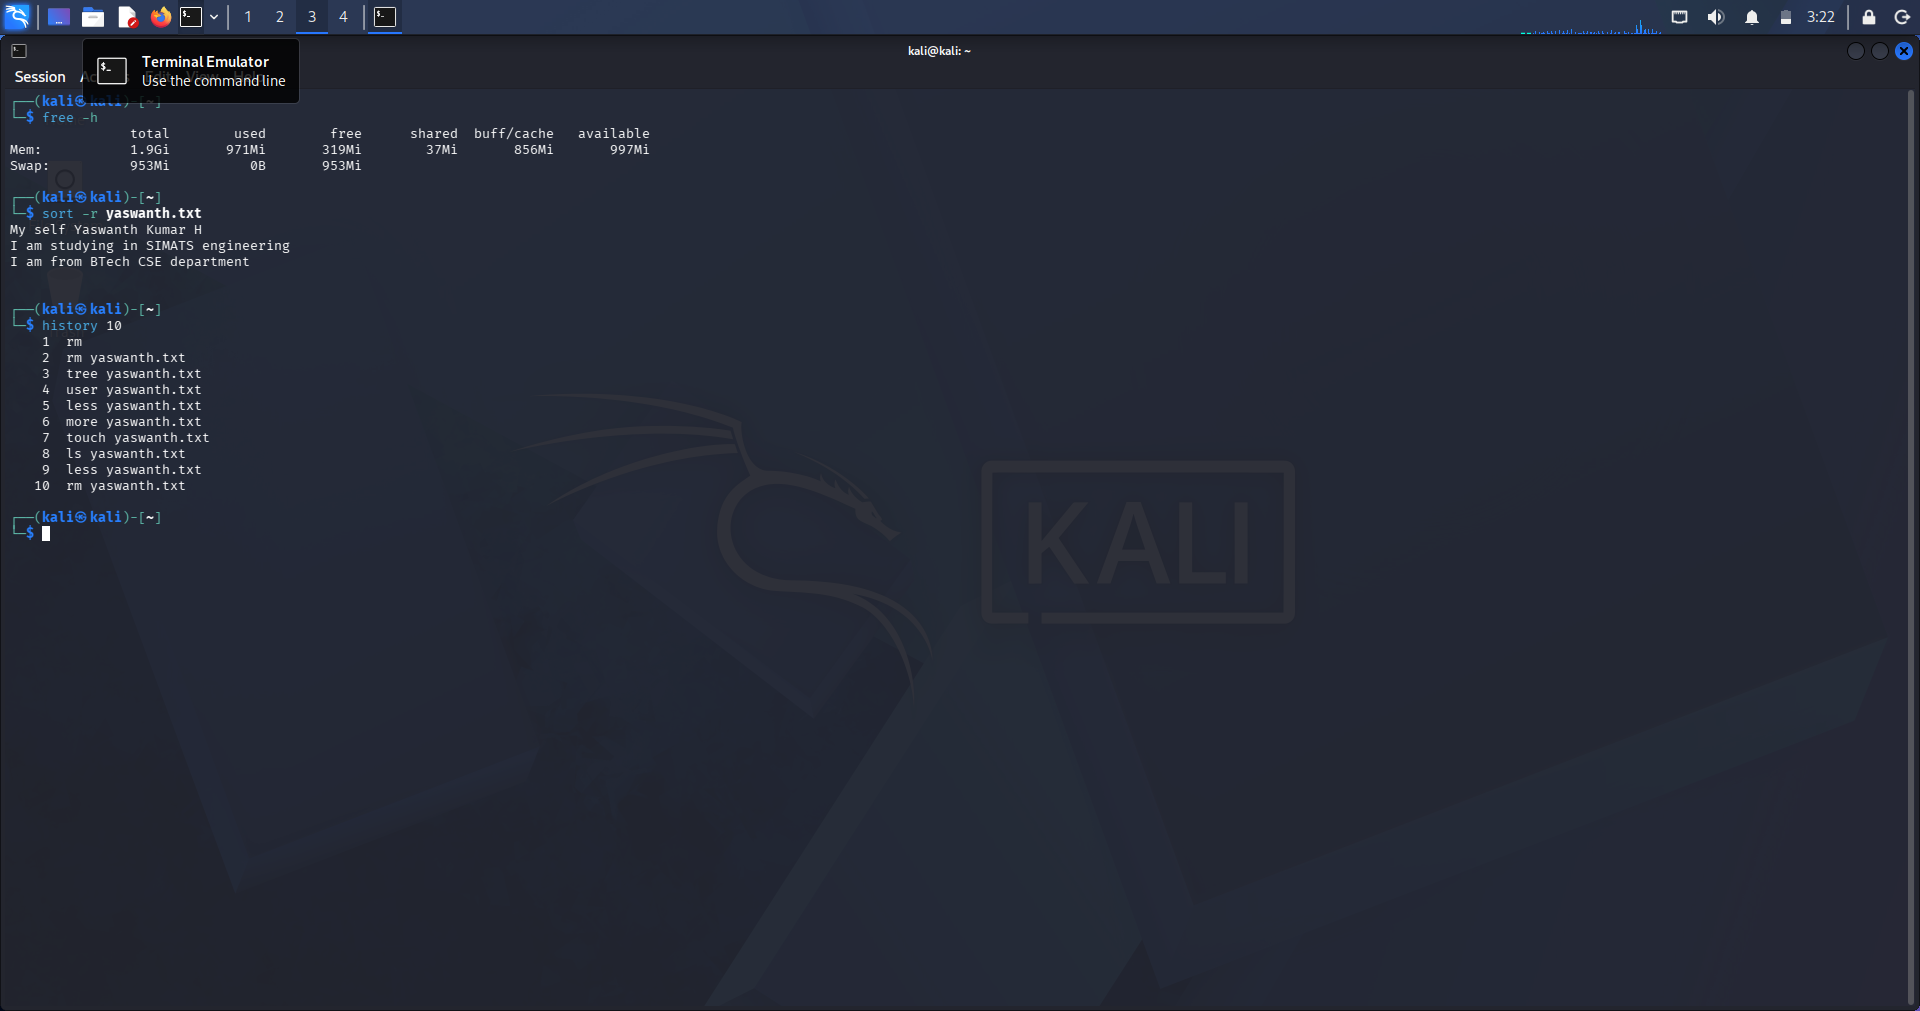 1 2 3 4
3:22
kali@kali: ~
Session
Terminal Emulator
Use the command line
┌──(kali㉿kali)-[~]
└─$ free -h
total used free shared buff/cache available
Mem: 1.9Gi 971Mi 319Mi 37Mi 856Mi 997Mi
Swap: 953Mi 0B 953Mi
┌──(kali㉿kali)-[~]
└─$ sort -r yaswanth.txt
My self Yaswanth Kumar H
I am studying in SIMATS engineering
I am from BTech CSE department
┌──(kali㉿kali)-[~]
└─$ history 10
1 rm
2 rm yaswanth.txt
3 tree yaswanth.txt
4 user yaswanth.txt
5 less yaswanth.txt
6 more yaswanth.txt
7 touch yaswanth.txt
8 ls yaswanth.txt
9 less yaswanth.txt
10 rm yaswanth.txt
┌──(kali㉿kali)-[~]
└─$
KALI